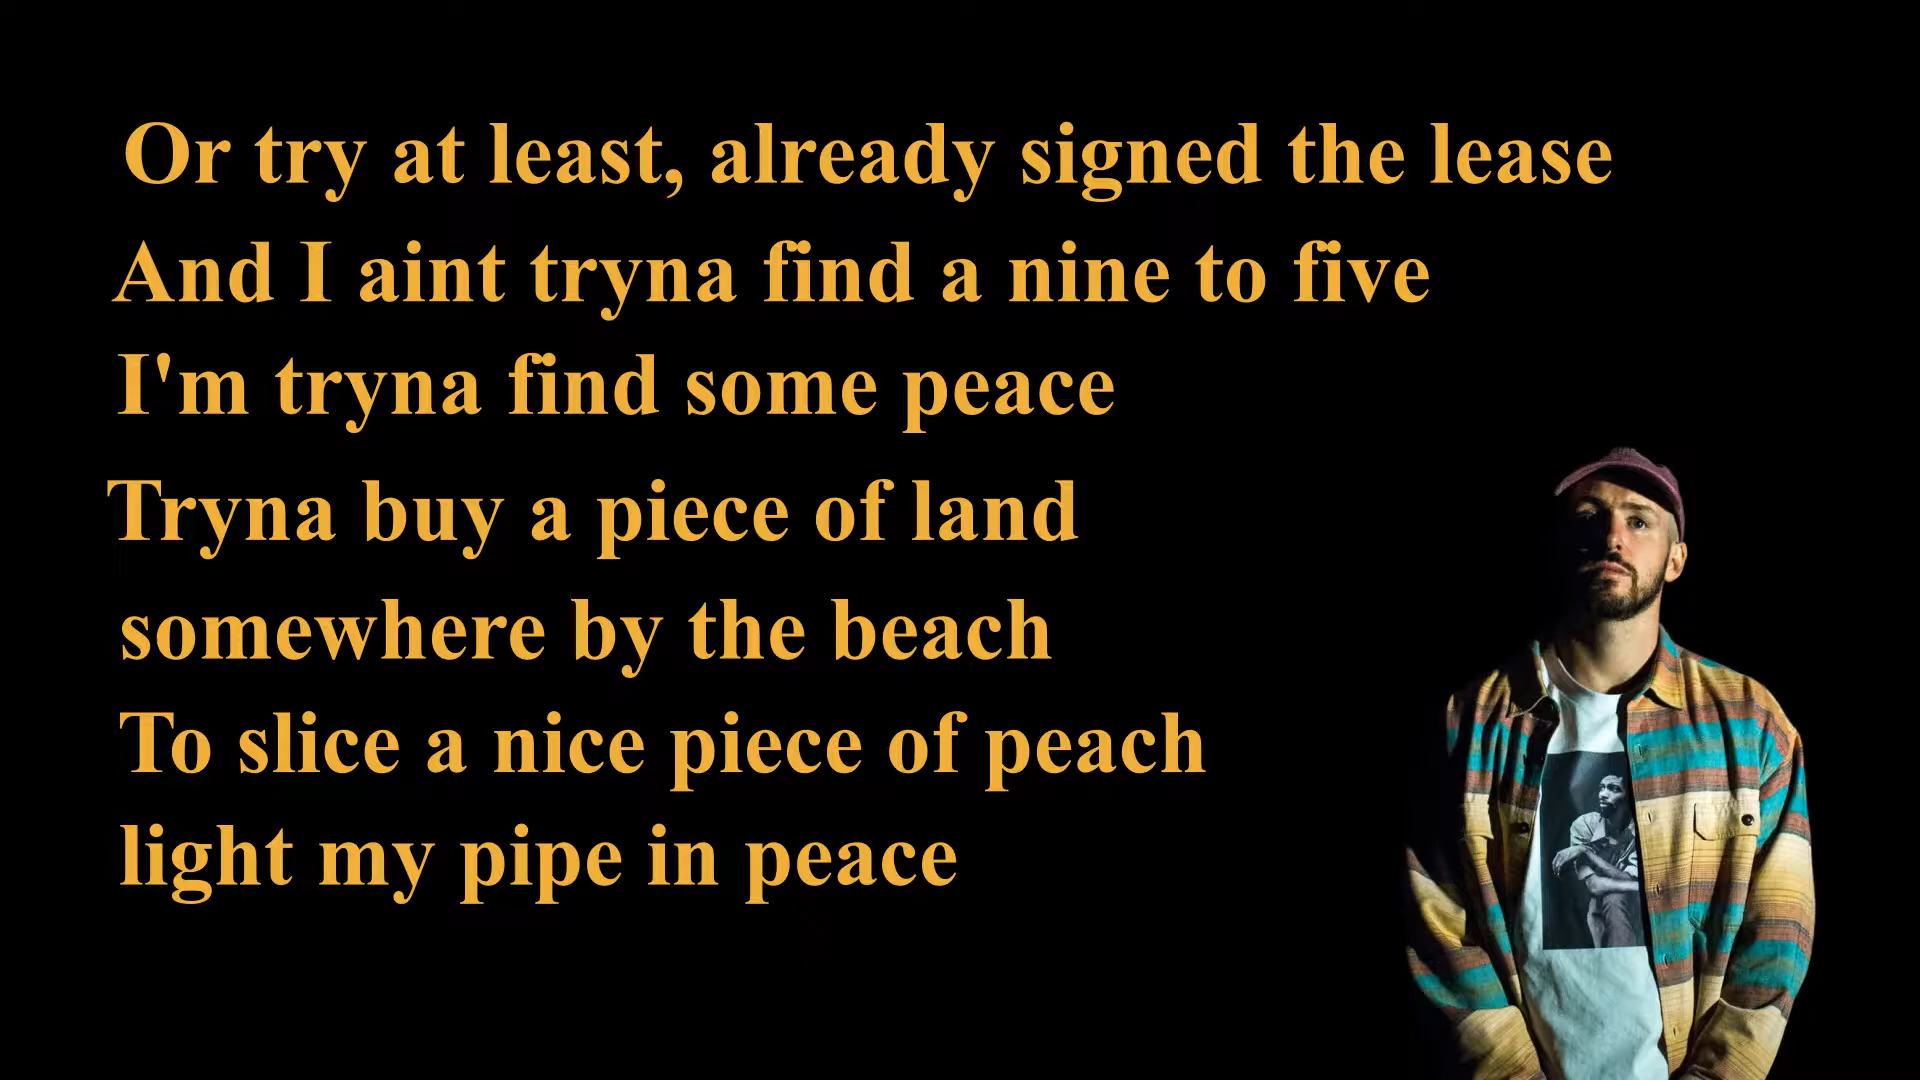 Or try at least, already signed the lease
And I aint tryna find a nine to five
I'm tryna find some peace
Tryna buy a piece of land
somewhere by the beach
To slice a nice piece of peach
light my pipe in peace